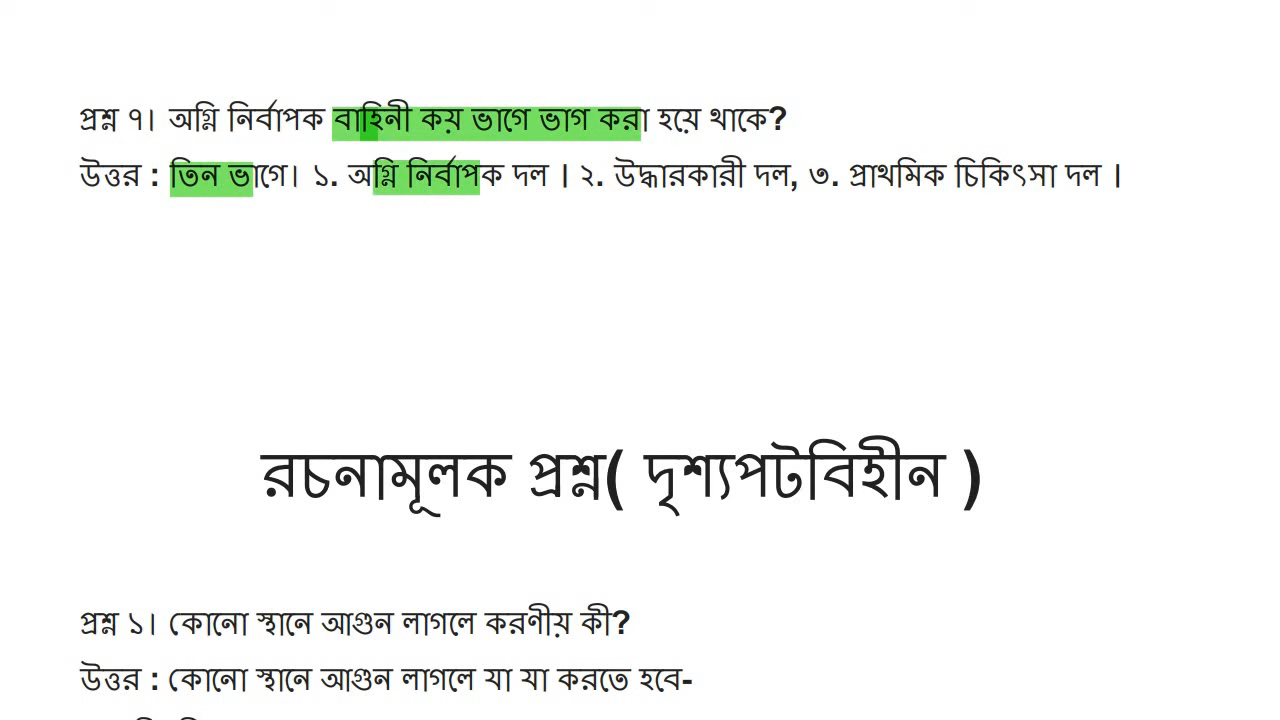 প্রশ্ন ৭। অগ্নি নির্বাপক বাহিনী কয় ভাগে ভাগ করা হয়ে থাকে?
উত্তর : তিন ভাগে। ১. অগ্নি নির্বাপক দল । ২. উদ্ধারকারী দল, ৩. প্রাথমিক চিকিৎসা দল ।
রচনামূলক প্রশ্ন( দৃশ্যপটবিহীন )
প্রশ্ন ১। কোনো স্থানে আগুন লাগলে করণীয় কী?
উত্তর : কোনো স্থানে আগুন লাগলে যা যা করতে হবে-